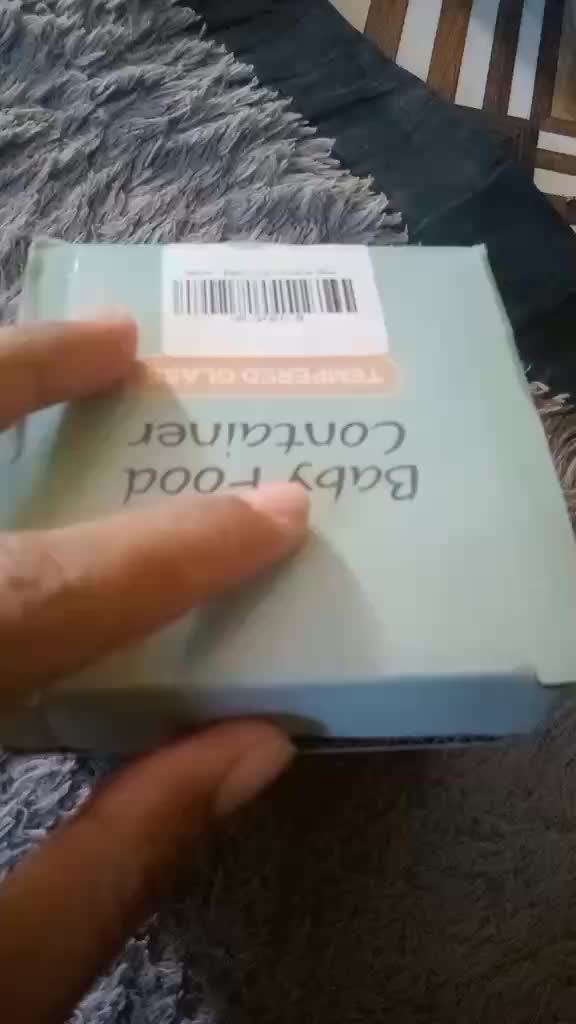 Baby Food
Container
TEMPERED GLASS